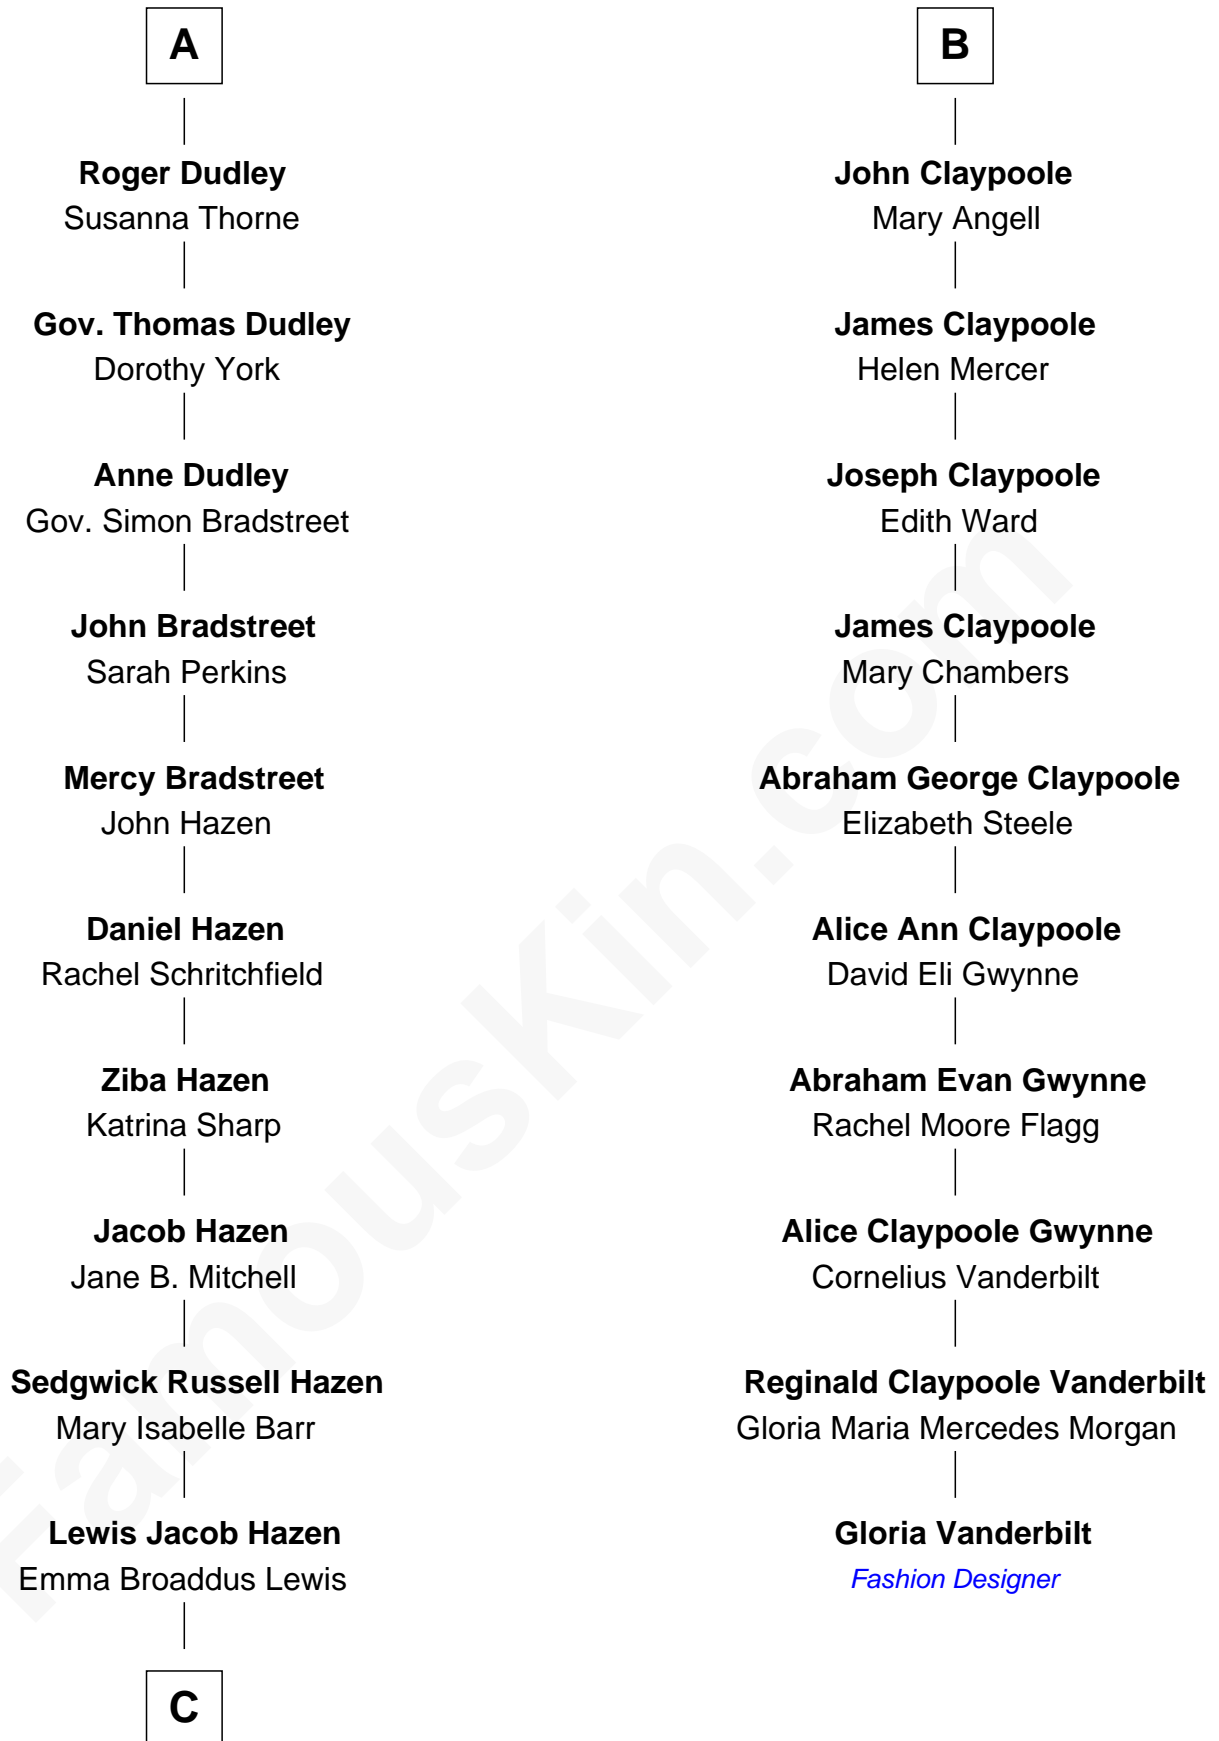 A
Roger Dudley
Susanna Thorne
Gov. Thomas Dudley
Dorothy York
Anne Dudley
Gov. Simon Bradstreet
John Bradstreet
Sarah Perkins
Mercy Bradstreet
John Hazen
Daniel Hazen
Rachel Schritchfield
Ziba Hazen
Katrina Sharp
Jacob Hazen
Jane B. Mitchell
Sedgwick Russell Hazen
Mary Isabelle Barr
Lewis Jacob Hazen
Emma Broaddus Lewis
C
B
John Claypoole
Mary Angell
James Claypoole
Helen Mercer
Joseph Claypoole
Edith Ward
James Claypoole
Mary Chambers
Abraham George Claypoole
Elizabeth Steele
Alice Ann Claypoole
David Eli Gwynne
Abraham Evan Gwynne
Rachel Moore Flagg
Alice Claypoole Gwynne
Cornelius Vanderbilt
Reginald Claypoole Vanderbilt
Gloria Maria Mercedes Morgan
Gloria Vanderbilt
Fashion Designer
FamousKin.com